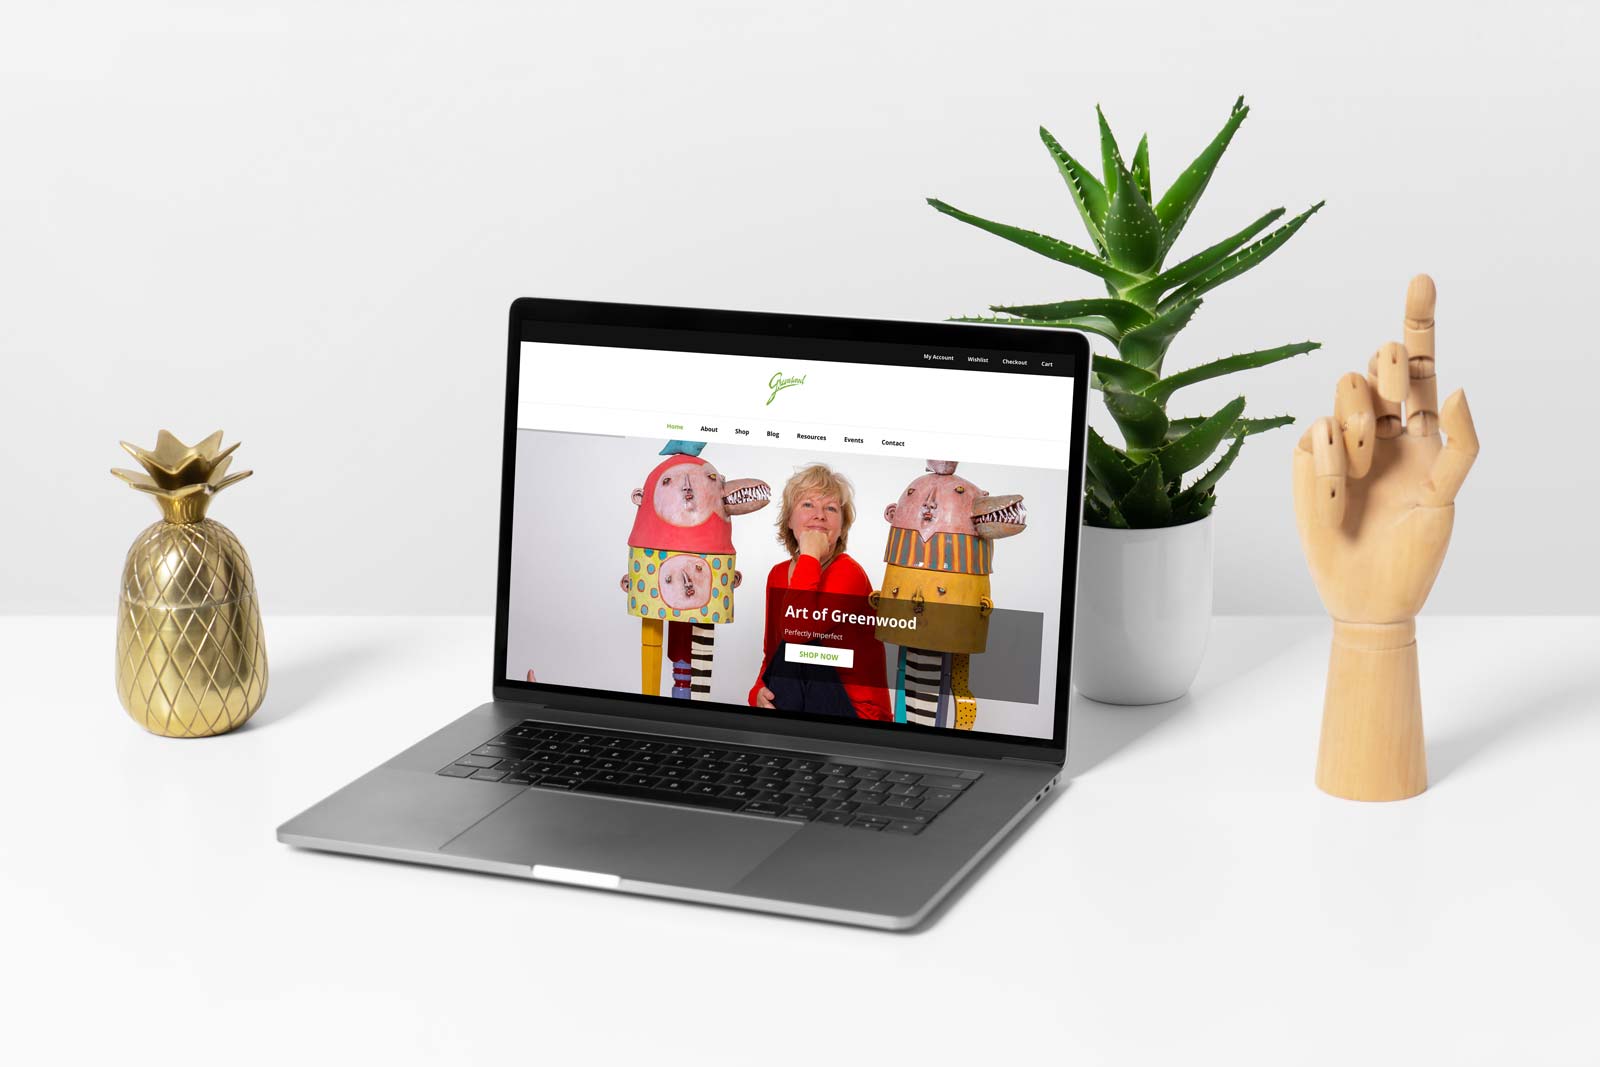 My Account Wishlist Checkout Cart
Greenwood
Home About Shop Blog Resources Events Contact
Art of Greenwood
Perfectly Imperfect
SHOP NOW